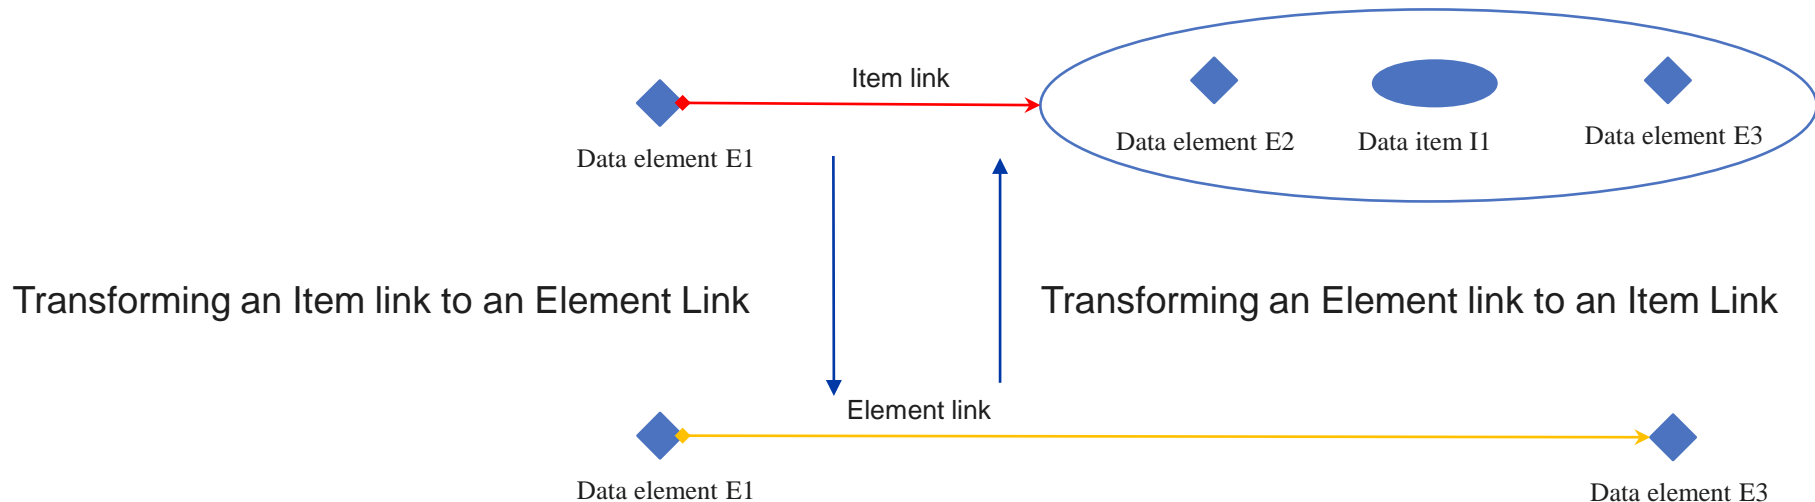 Item link
Data element E1
Data element E2
Data item I1
Data element E3
Transforming an Item link to an Element Link
Transforming an Element link to an Item Link
Element link
Data element E1
Data element E3